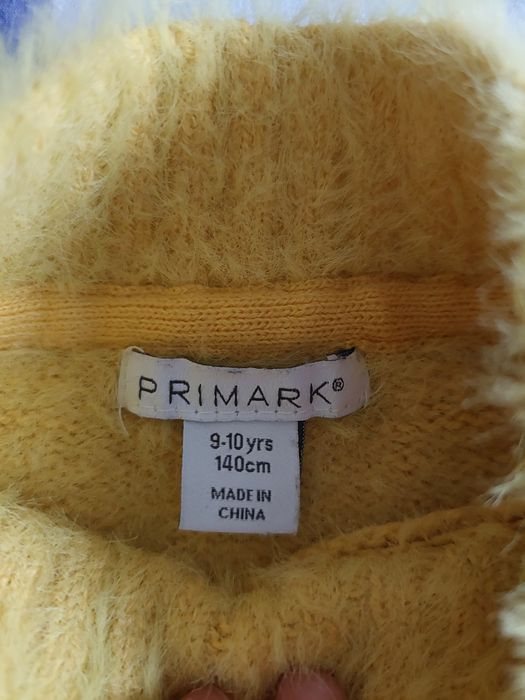 PRIMARK®
9-10 yrs
140cm
MADE IN
CHINA